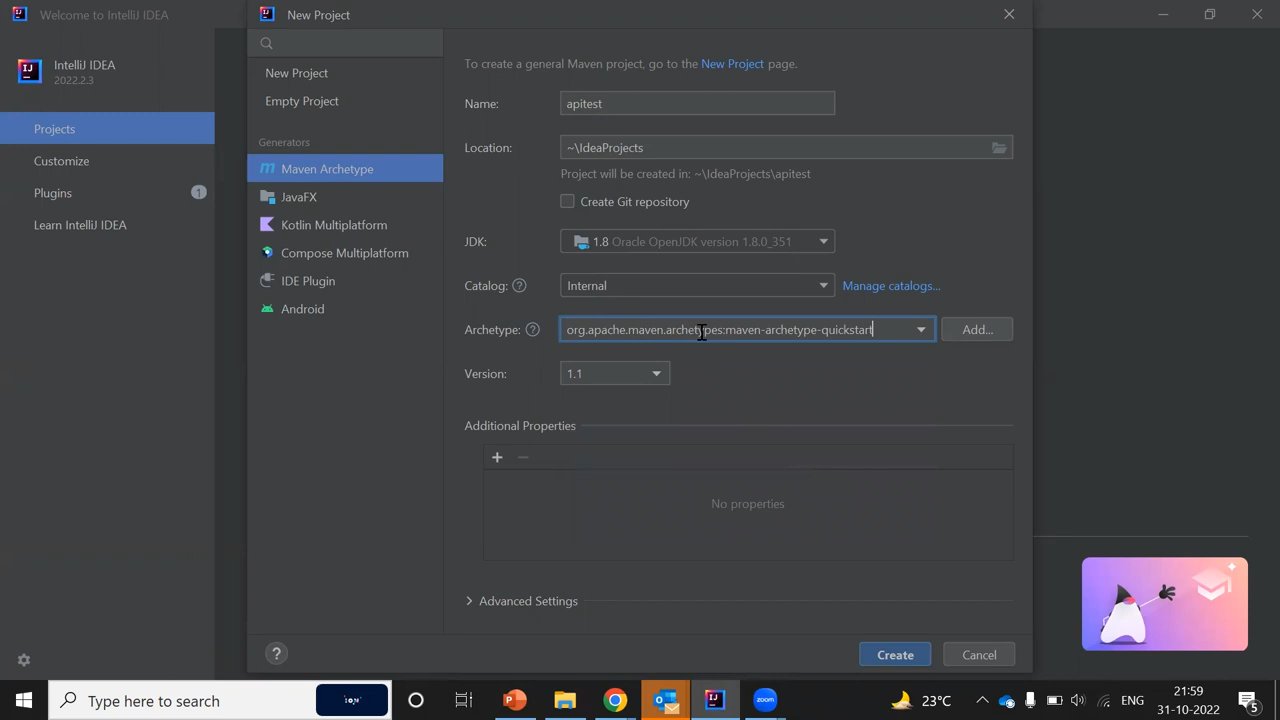 Welcome to IntelliJ IDEA
IntelliJ IDEA
2022.2.3
Projects
Customize
Plugins
1
Learn IntelliJ IDEA
New Project
New Project
Empty Project
Generators
Maven Archetype
JavaFX
Kotlin Multiplatform
Compose Multiplatform
IDE Plugin
Android
To create a general Maven project, go to the New Project page.
Name: apitest
Location: ~\IdeaProjects
Project will be created in: ~\IdeaProjects\apitest
Create Git repository
JDK: 1.8 Oracle OpenJDK version 1.8.0_351
Catalog: Internal Manage catalogs...
Archetype: org.apache.maven.archetypes:maven-archetype-quickstart Add...
Version: 1.1
Additional Properties
No properties
Advanced Settings
Create Cancel
Type here to search
23°C
ENG
21:59
31-10-2022
5